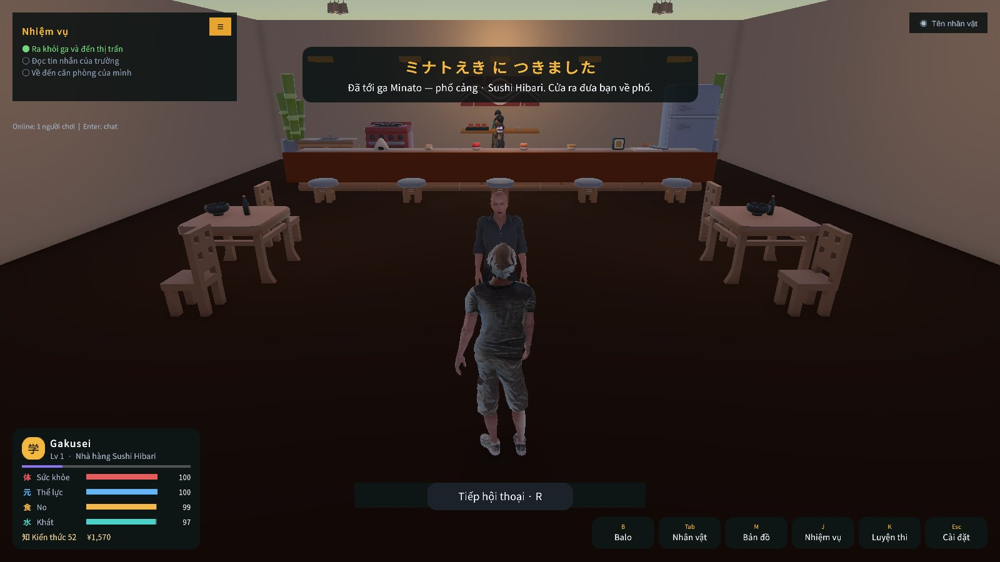 Nhiệm vụ
☰
Ra khỏi ga và đến thị trấn
Đọc tin nhắn của trường
Về đến căn phòng của mình
Online: 1 người chơi | Enter: chat
ミナトえき に つきました
Đã tới ga Minato — phố cảng · Sushi Hibari. Cửa ra đưa bạn về phố.
◉ Tên nhân vật
学
Gakusei
Lv 1 · Nhà hàng Sushi Hibari
体 Sức khỏe 100
元 Thể lực 100
食 No 99
水 Khát 97
知 Kiến thức 52 ¥1,570
Tiếp hội thoại · R
B
Balo
Tab
Nhân vật
M
Bản đồ
J
Nhiệm vụ
K
Luyện thi
Esc
Cài đặt